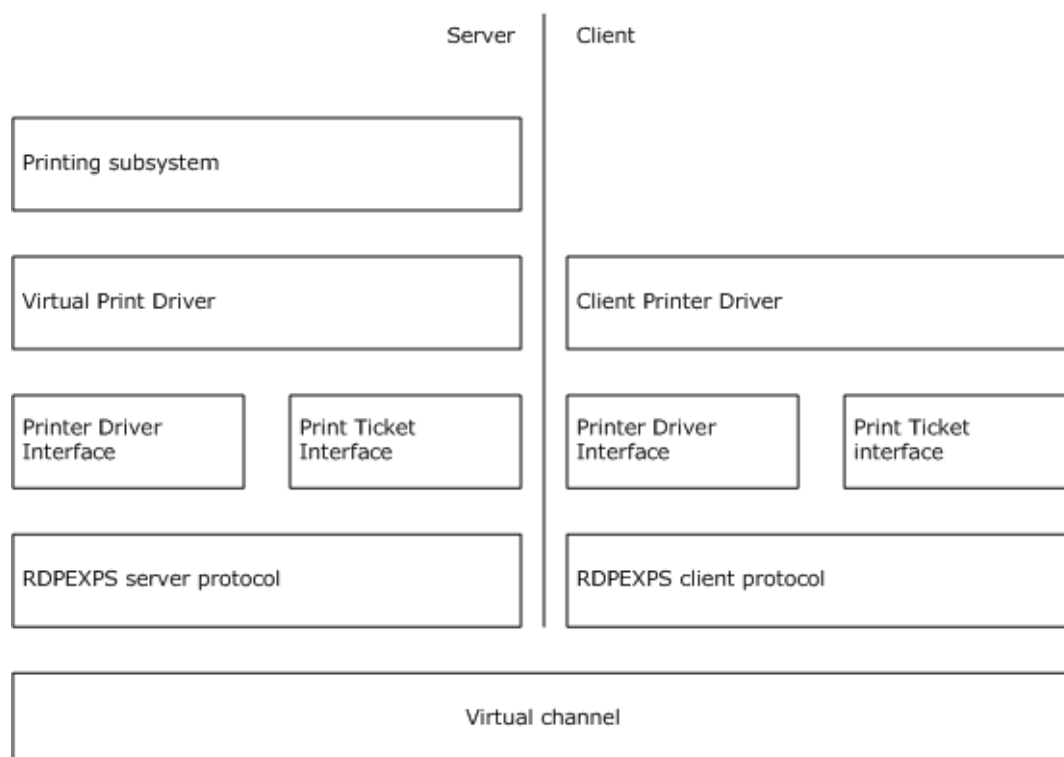 Server
Client
Printing subsystem
Virtual Print Driver
Client Printer Driver
Printer Driver
Interface
Print Ticket
Interface
Printer Driver
Interface
Print Ticket
interface
RDPEXPS server protocol
RDPEXPS client protocol
Virtual channel